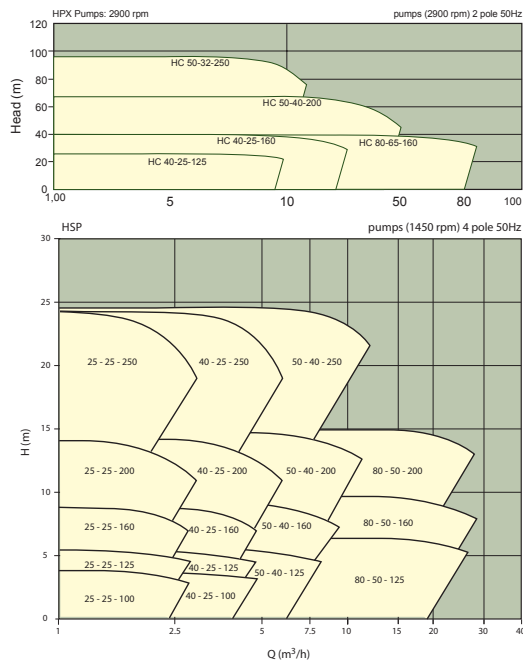 HPX Pumps: 2900 rpm
pumps (2900 rpm) 2 pole 50Hz
Head (m)
120
100
80
60
40
20
0
HC 50-32-250
HC 50-40-200
HC 40-25-160
HC 80-65-160
HC 40-25-125
1,00
5
10
50
80
100
HSP
pumps (1450 rpm) 4 pole 50Hz
H (m)
30
25
20
15
10
5
0
25 - 25 - 250
40 - 25 - 250
50 - 40 - 250
25 - 25 - 200
40 - 25 - 200
50 - 40 - 200
80 - 50 - 200
25 - 25 - 160
40 - 25 - 160
50 - 40 - 160
80 - 50 - 160
25 - 25 - 125
40 - 25 - 125
50 - 40 - 125
80 - 50 - 125
25 - 25 - 100
40 - 25 - 100
1
2.5
5
7.5
10
15
20
30
40
Q (m³/h)